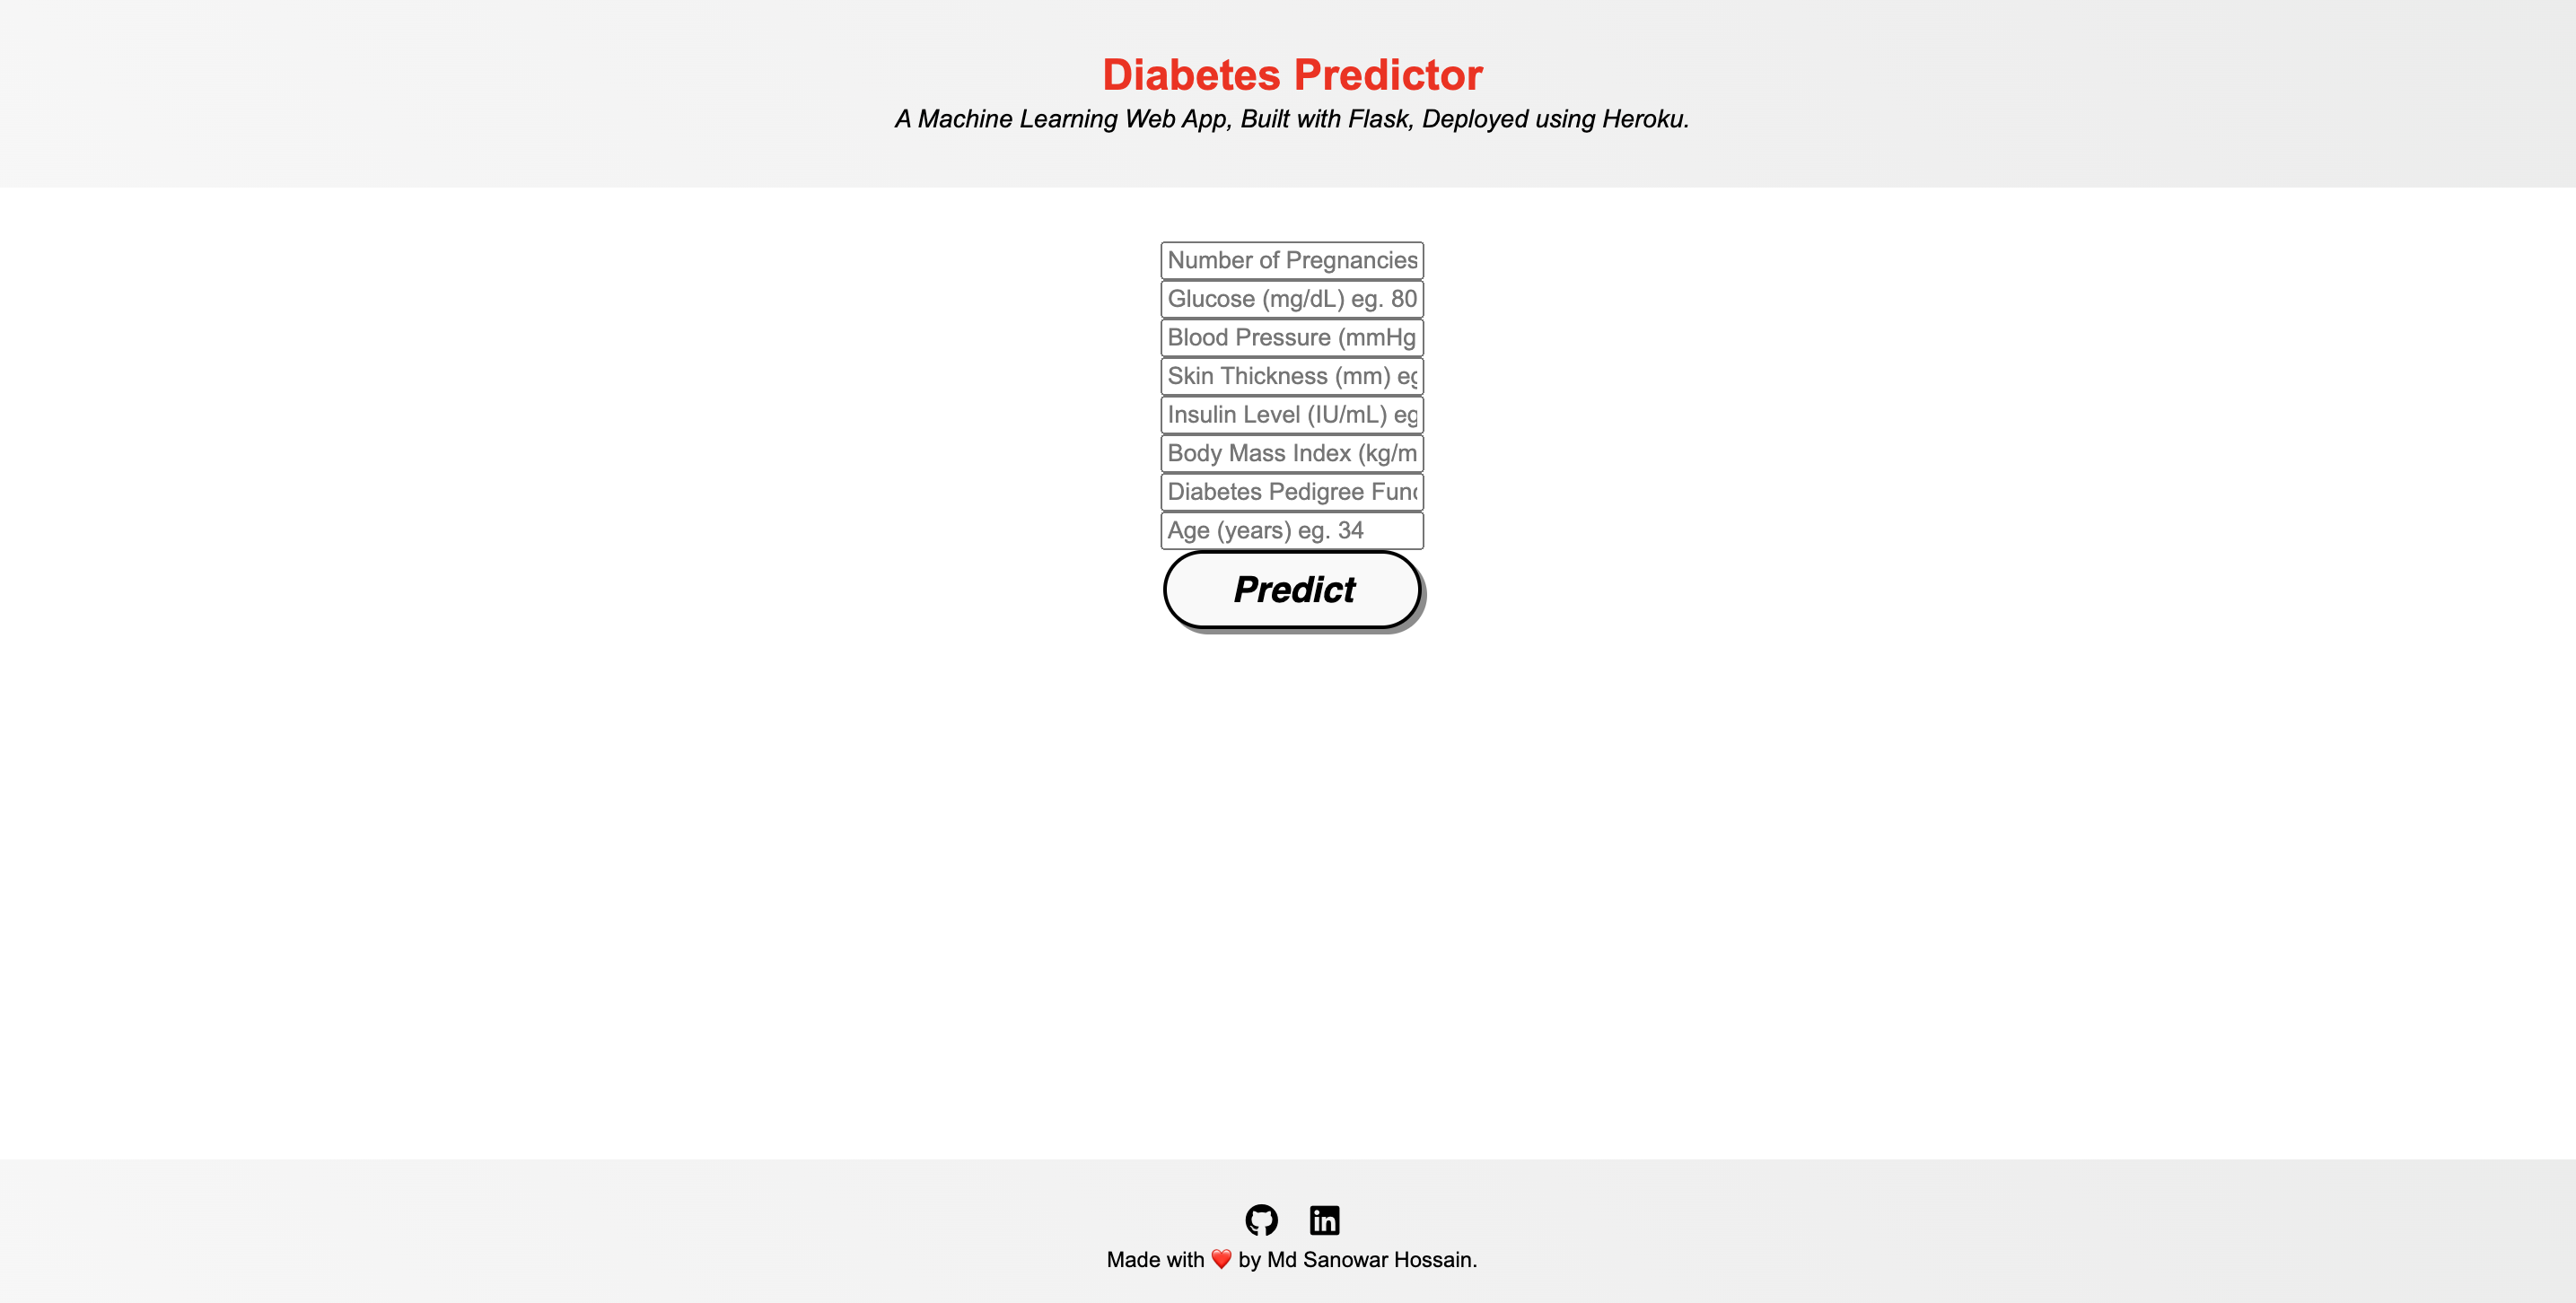 Diabetes Predictor
A Machine Learning Web App, Built with Flask, Deployed using Heroku.
Number of Pregnancies
Glucose (mg/dL) eg. 80
Blood Pressure (mmHg
Skin Thickness (mm) eg
Insulin Level (IU/mL) eg
Body Mass Index (kg/m
Diabetes Pedigree Func
Age (years) eg. 34
Predict
in
Made with ❤️ by Md Sanowar Hossain.